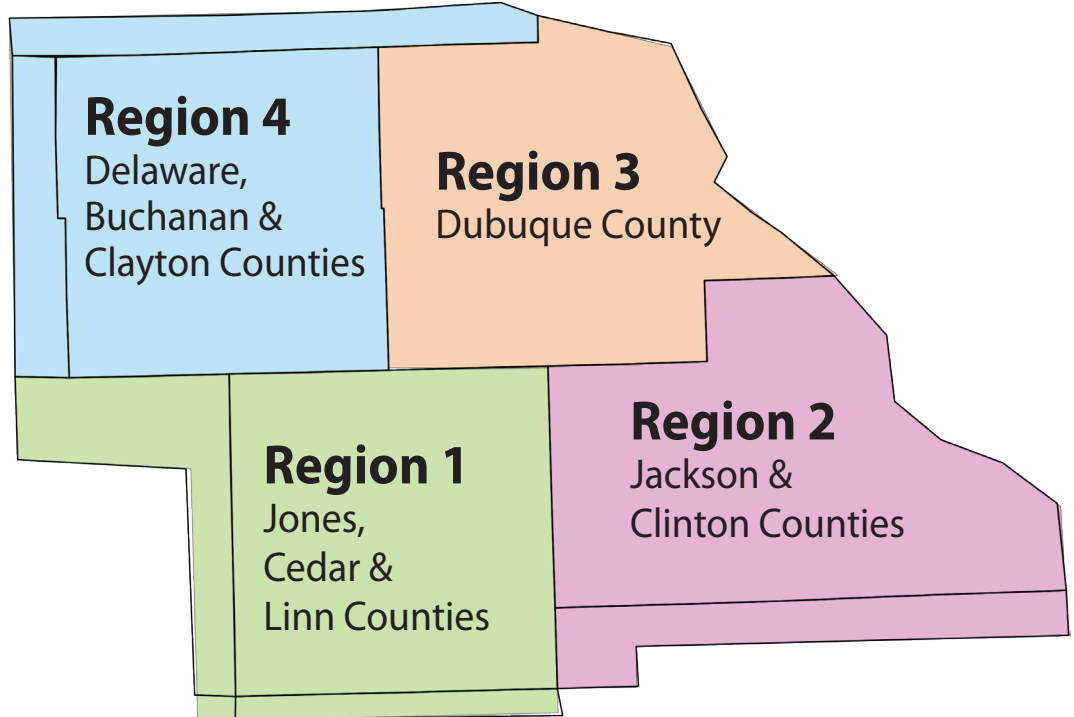 Region 4
Delaware,
Buchanan &
Clayton Counties
Region 3
Dubuque County
Region 2
Jackson &
Clinton Counties
Region 1
Jones,
Cedar &
Linn Counties